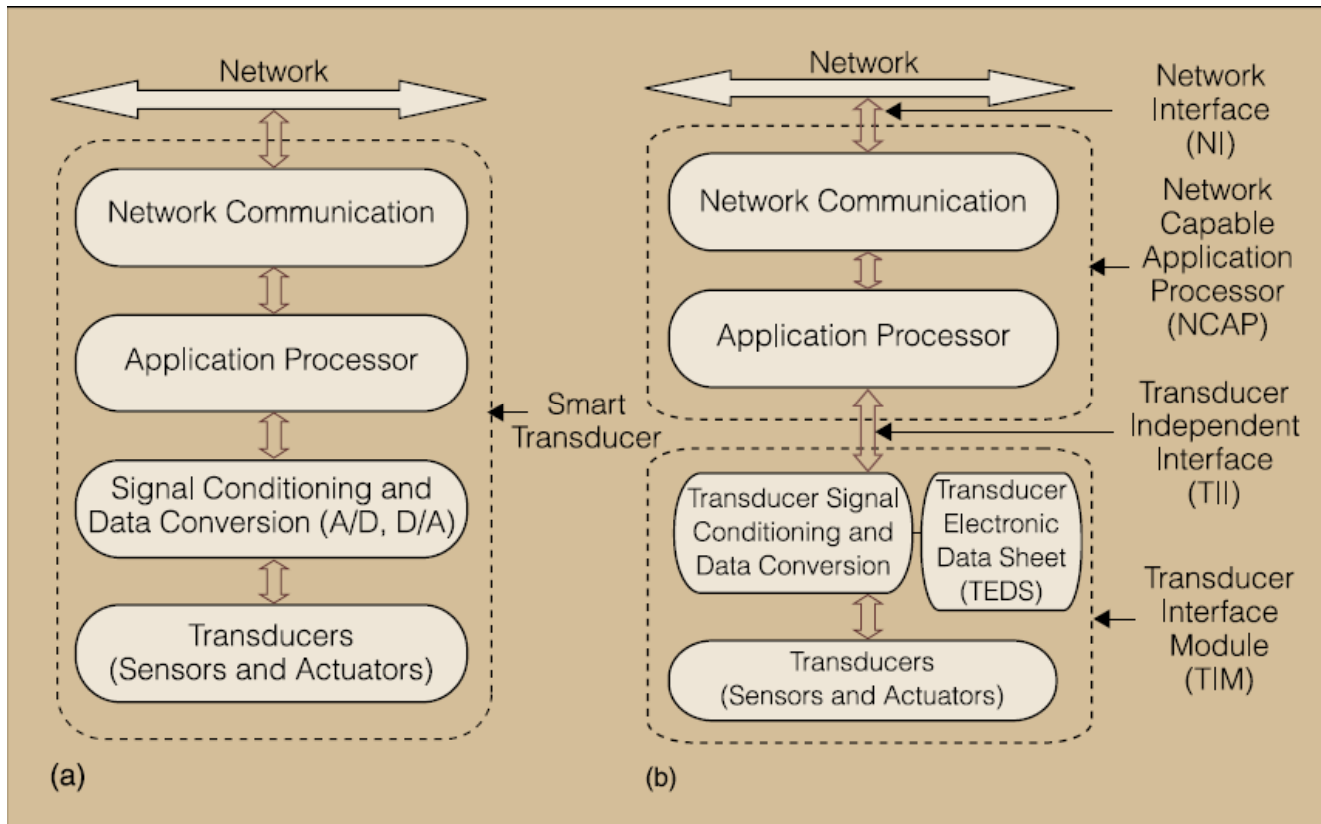 Network
Network Communication
Application Processor
Signal Conditioning and
Data Conversion (A/D, D/A)
Transducers
(Sensors and Actuators)
Smart
Transducer
(a)
Network
Network Communication
Application Processor
Transducer Signal
Conditioning and
Data Conversion
Transducer
Electronic
Data Sheet
(TEDS)
Transducers
(Sensors and Actuators)
Network
Interface
(NI)
Network
Capable
Application
Processor
(NCAP)
Transducer
Independent
Interface
(TII)
Transducer
Interface
Module
(TIM)
(b)